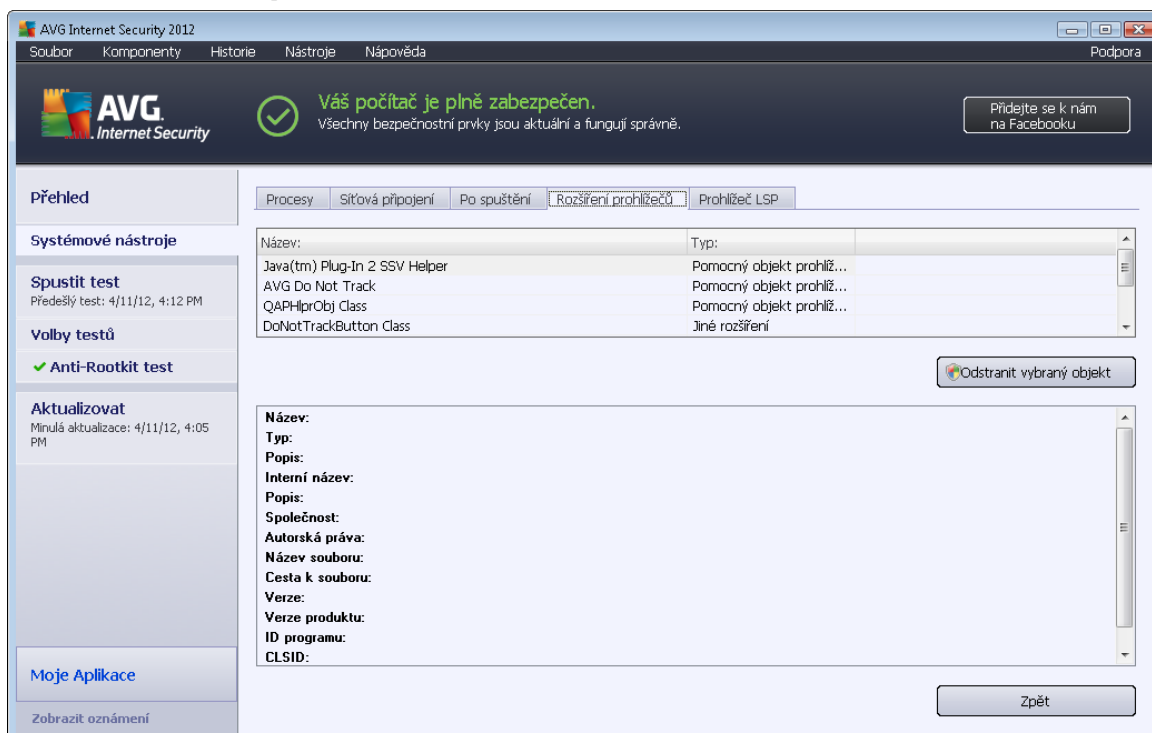 AVG Internet Security 2012
Soubor Komponenty Historie Nástroje Nápověda Podpora
AVG.
Internet Security
Váš počítač je plně zabezpečen.
Všechny bezpečnostní prvky jsou aktuální a fungují správně.
Přidejte se k nám
na Facebooku
Přehled
Systémové nástroje
Spustit test
Předešlý test: 4/11/12, 4:12 PM
Volby testů
Anti-Rootkit test
Aktualizovat
Minulá aktualizace: 4/11/12, 4:05
PM
Moje Aplikace
Zobrazit oznámení
Procesy Síťová připojení Po spuštění Rozšíření prohlížečů Prohlížeč LSP
Název: Typ:
Java(tm) Plug-In 2 SSV Helper Pomocný objekt prohlíž...
AVG Do Not Track Pomocný objekt prohlíž...
QAPHlprObj Class Pomocný objekt prohlíž...
DoNotTrackButton Class Jiné rozšíření
Odstranit vybraný objekt
Název:
Typ:
Popis:
Interní název:
Popis:
Společnost:
Autorská práva:
Název souboru:
Cesta k souboru:
Verze:
Verze produktu:
ID programu:
CLSID:
Zpět